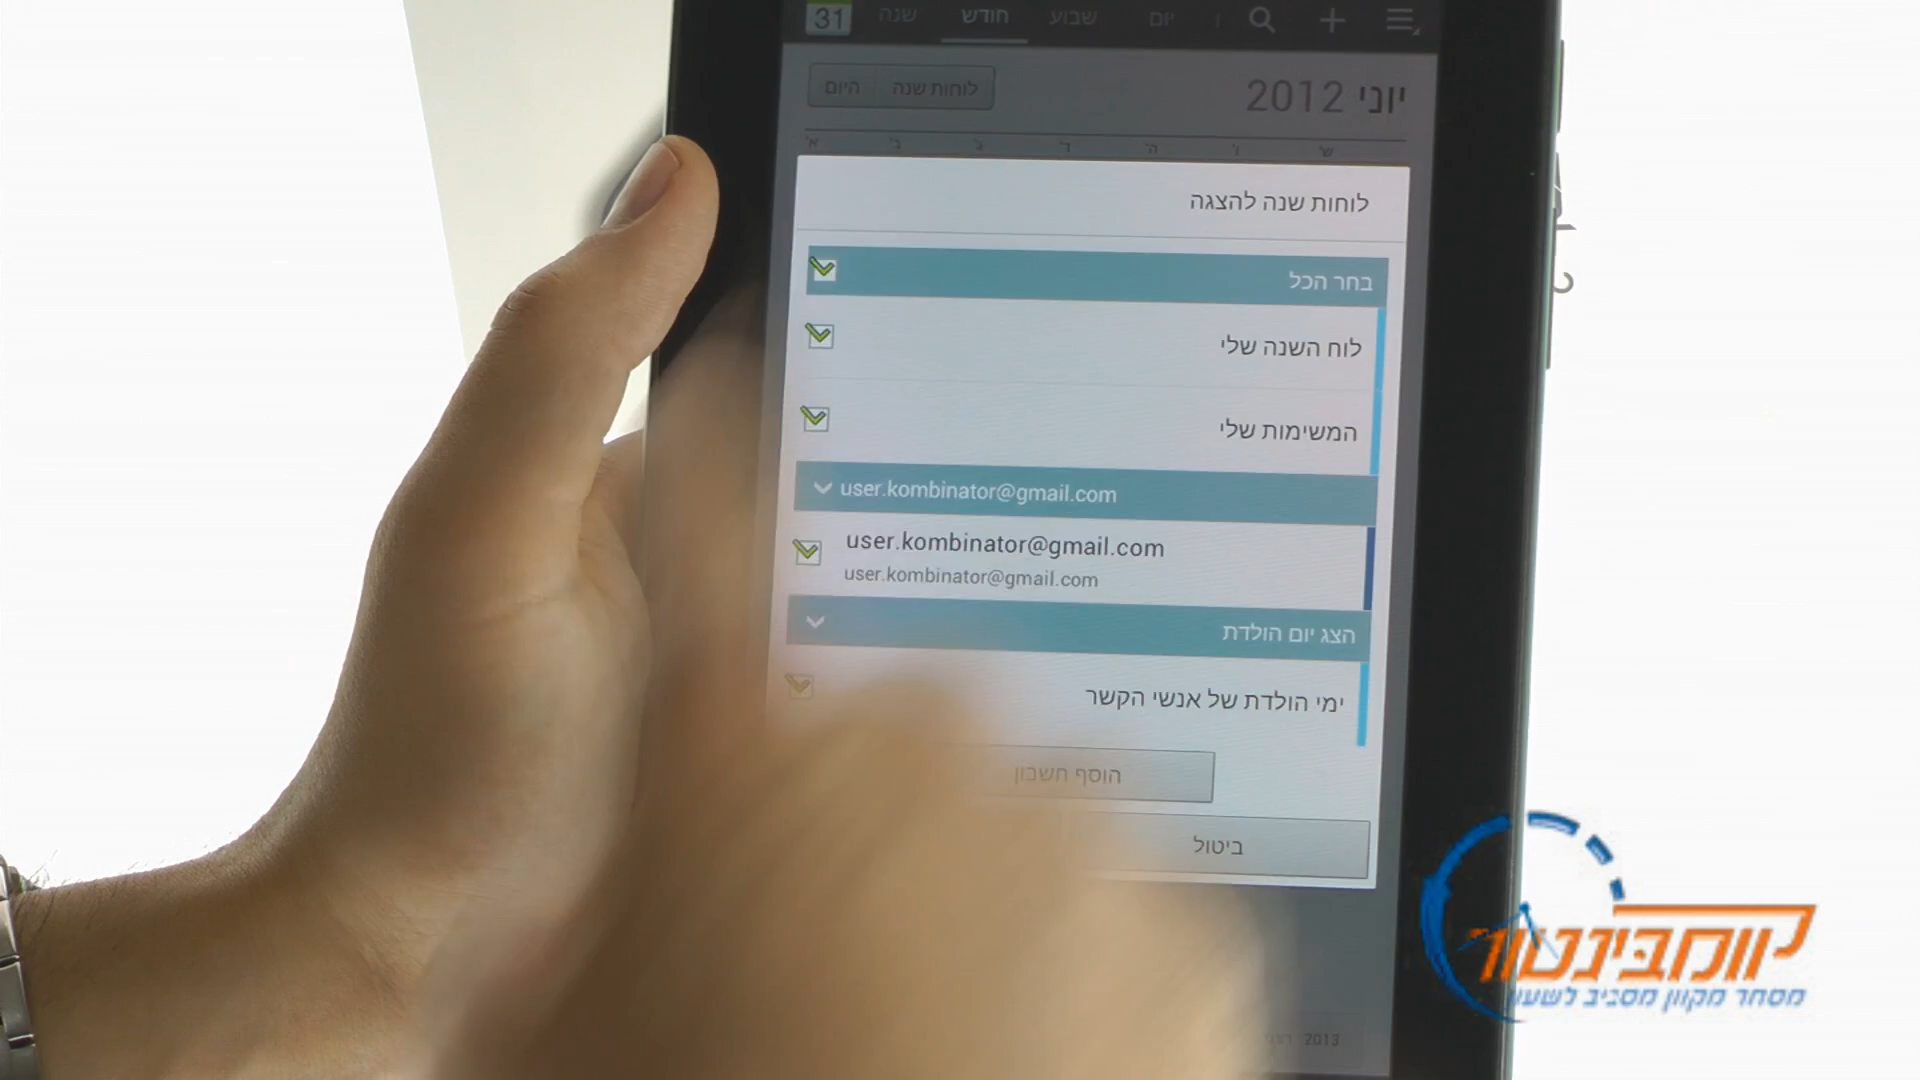 31 שנה חודש שבוע יום
יוני 2012
לוחות שנה היום
א' ב' ג' ד' ה' ו' ש'
לוחות שנה להצגה
בחר הכל
לוח השנה שלי
המשימות שלי
user.kombinator@gmail.com
user.kombinator@gmail.com
user.kombinator@gmail.com
הצג יום הולדת
ימי הולדת של אנשי הקשר
הוסף חשבון
ביטול
2013
קומבינטור
מסחר מקוון מסביב לשעון